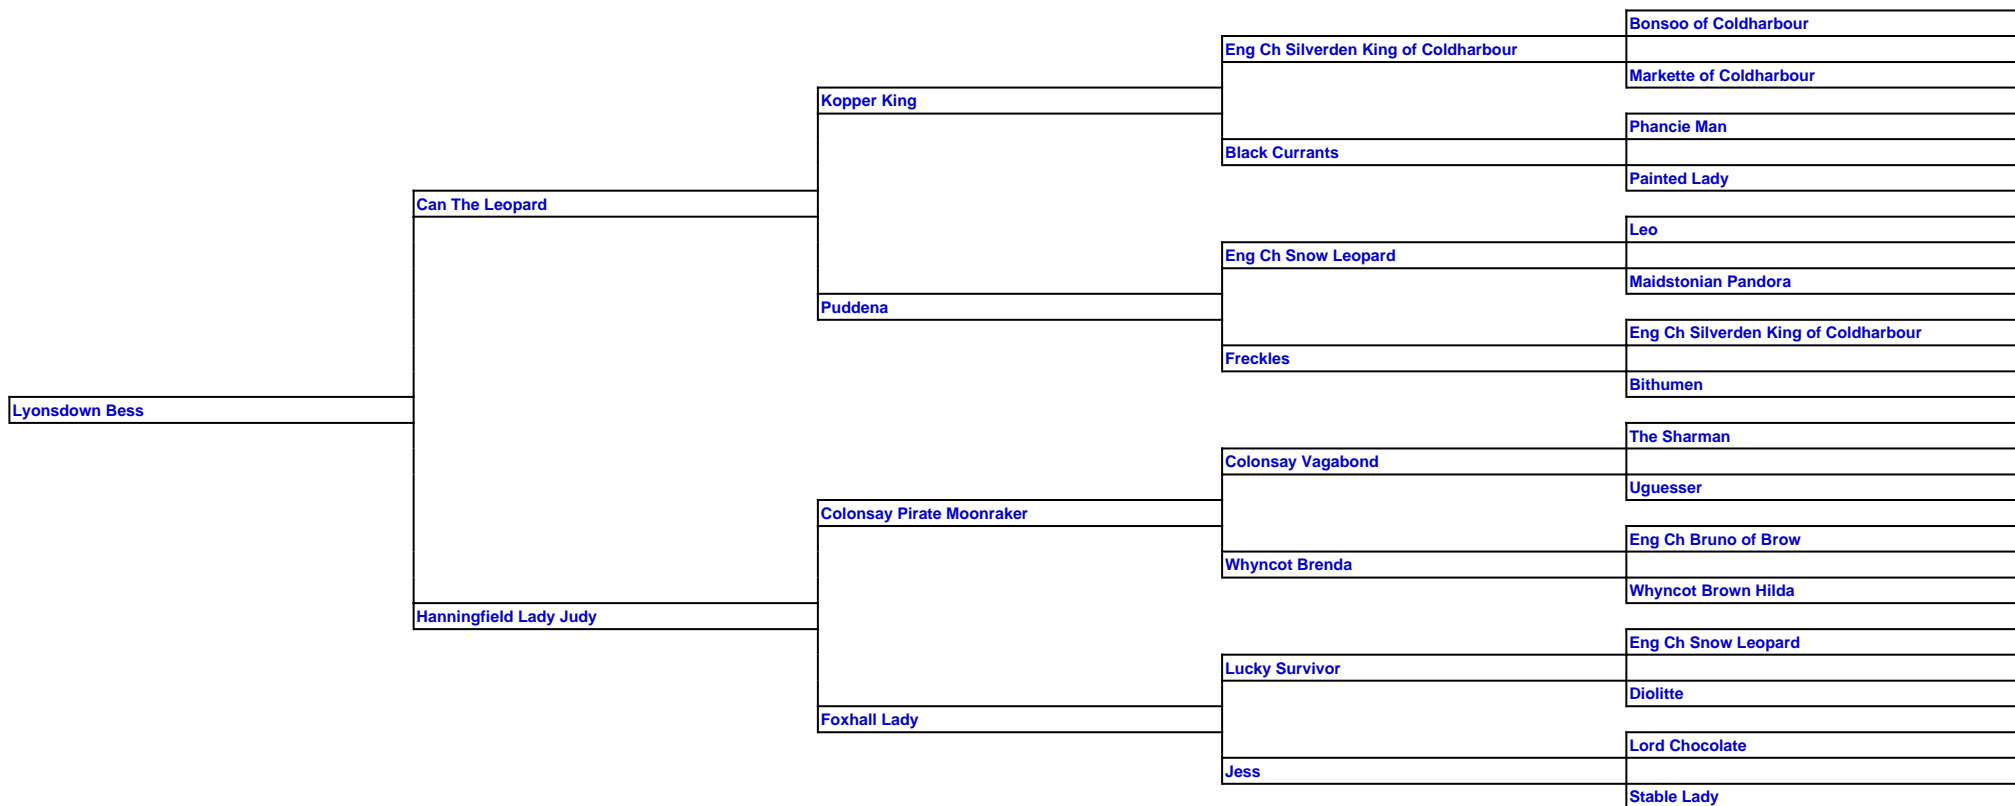 Bonsoo of Coldharbour
Eng Ch Silverden King of Coldharbour
Markette of Coldharbour
Kopper King
Phancie Man
Black Currants
Painted Lady
Can The Leopard
Leo
Eng Ch Snow Leopard
Maidstonian Pandora
Puddena
Eng Ch Silverden King of Coldharbour
Freckles
Bithumen
Lyonsdown Bess
The Sharman
Colonsay Vagabond
Uguesser
Colonsay Pirate Moonraker
Eng Ch Bruno of Brow
Whyncot Brenda
Whyncot Brown Hilda
Hanningfield Lady Judy
Eng Ch Snow Leopard
Lucky Survivor
Diolitte
Foxhall Lady
Lord Chocolate
Jess
Stable Lady